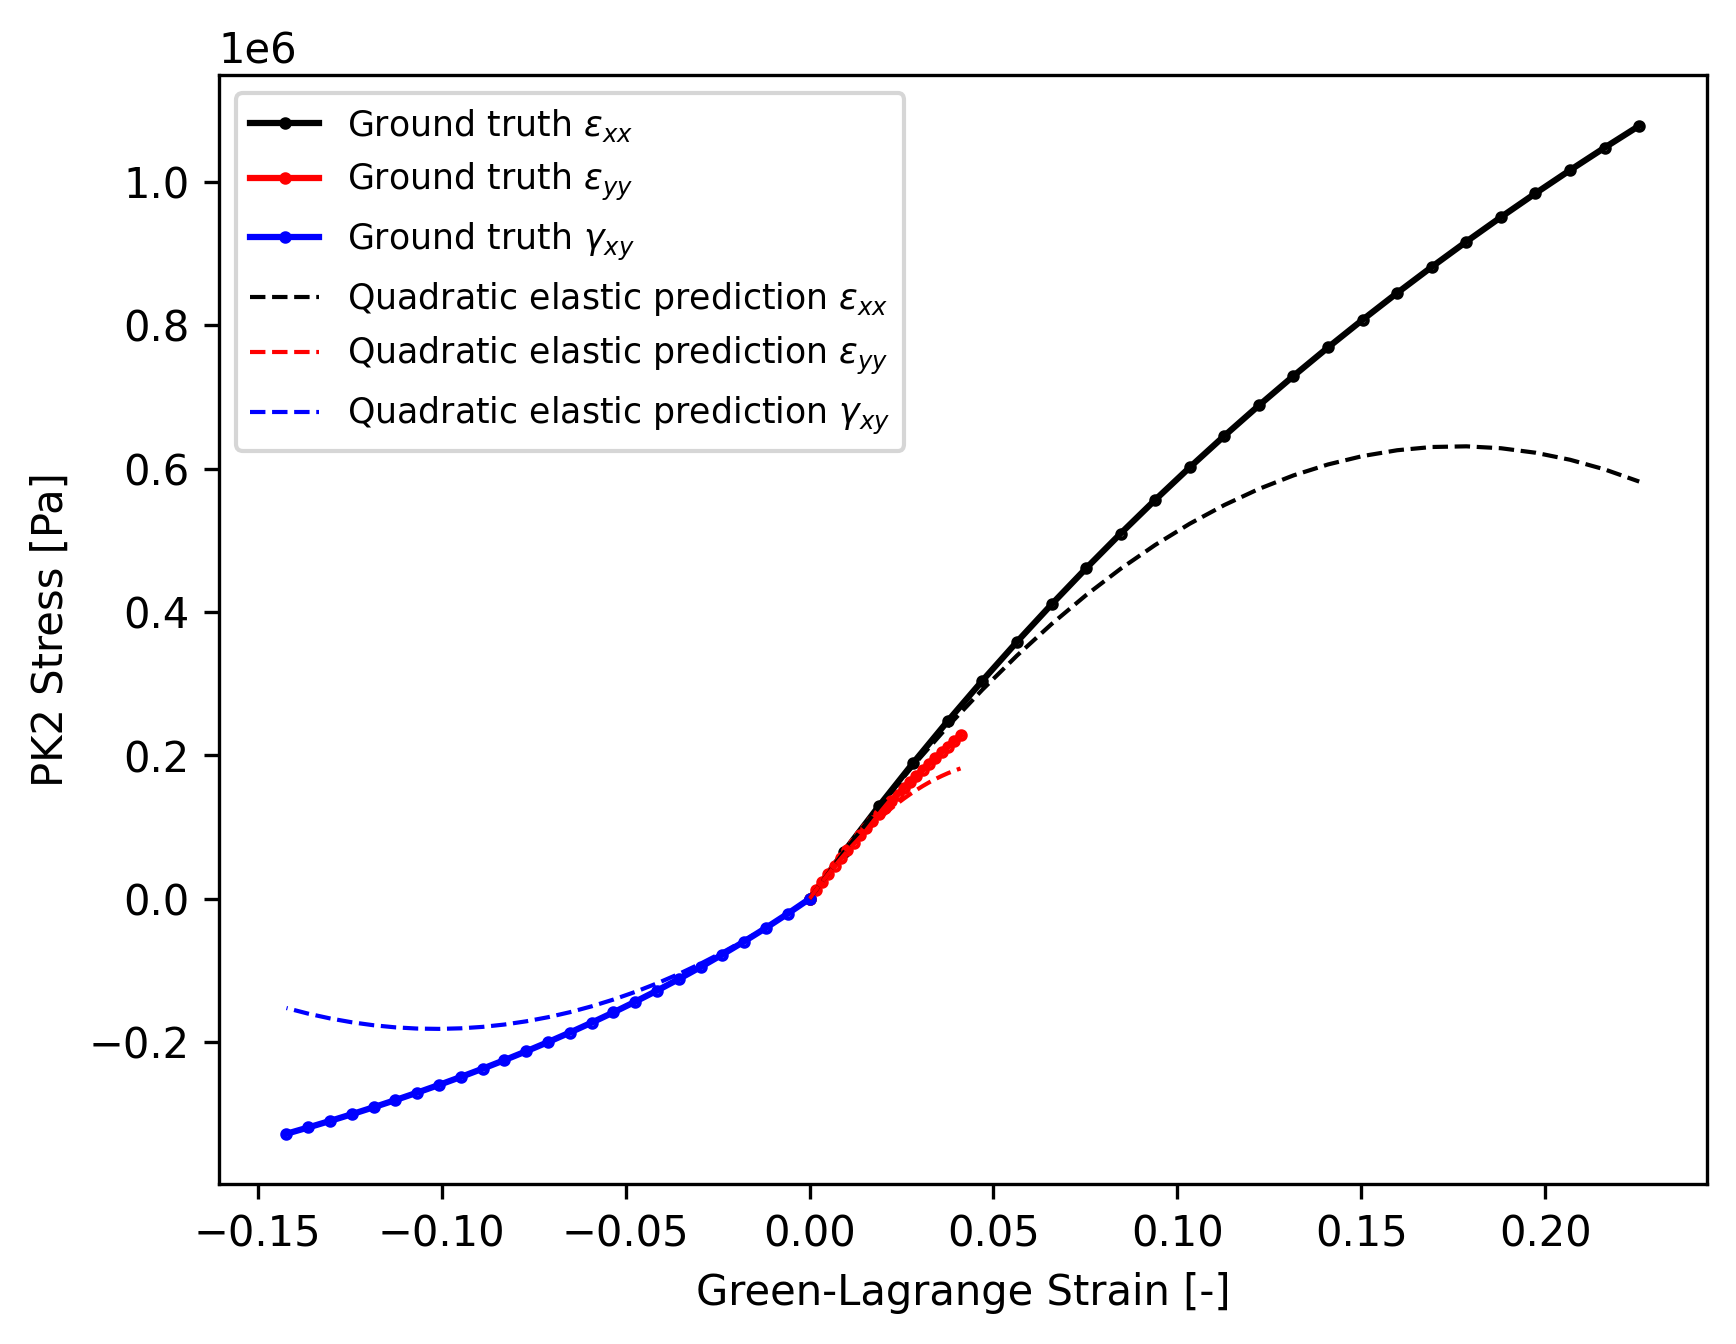 1e6
Ground truth εxx
Ground truth εyy
Ground truth γxy
Quadratic elastic prediction εxx
Quadratic elastic prediction εyy
Quadratic elastic prediction γxy
1.0
0.8
0.6
0.4
0.2
0.0
−0.2
PK2 Stress [Pa]
−0.15 −0.10 −0.05 0.00 0.05 0.10 0.15 0.20
Green-Lagrange Strain [-]